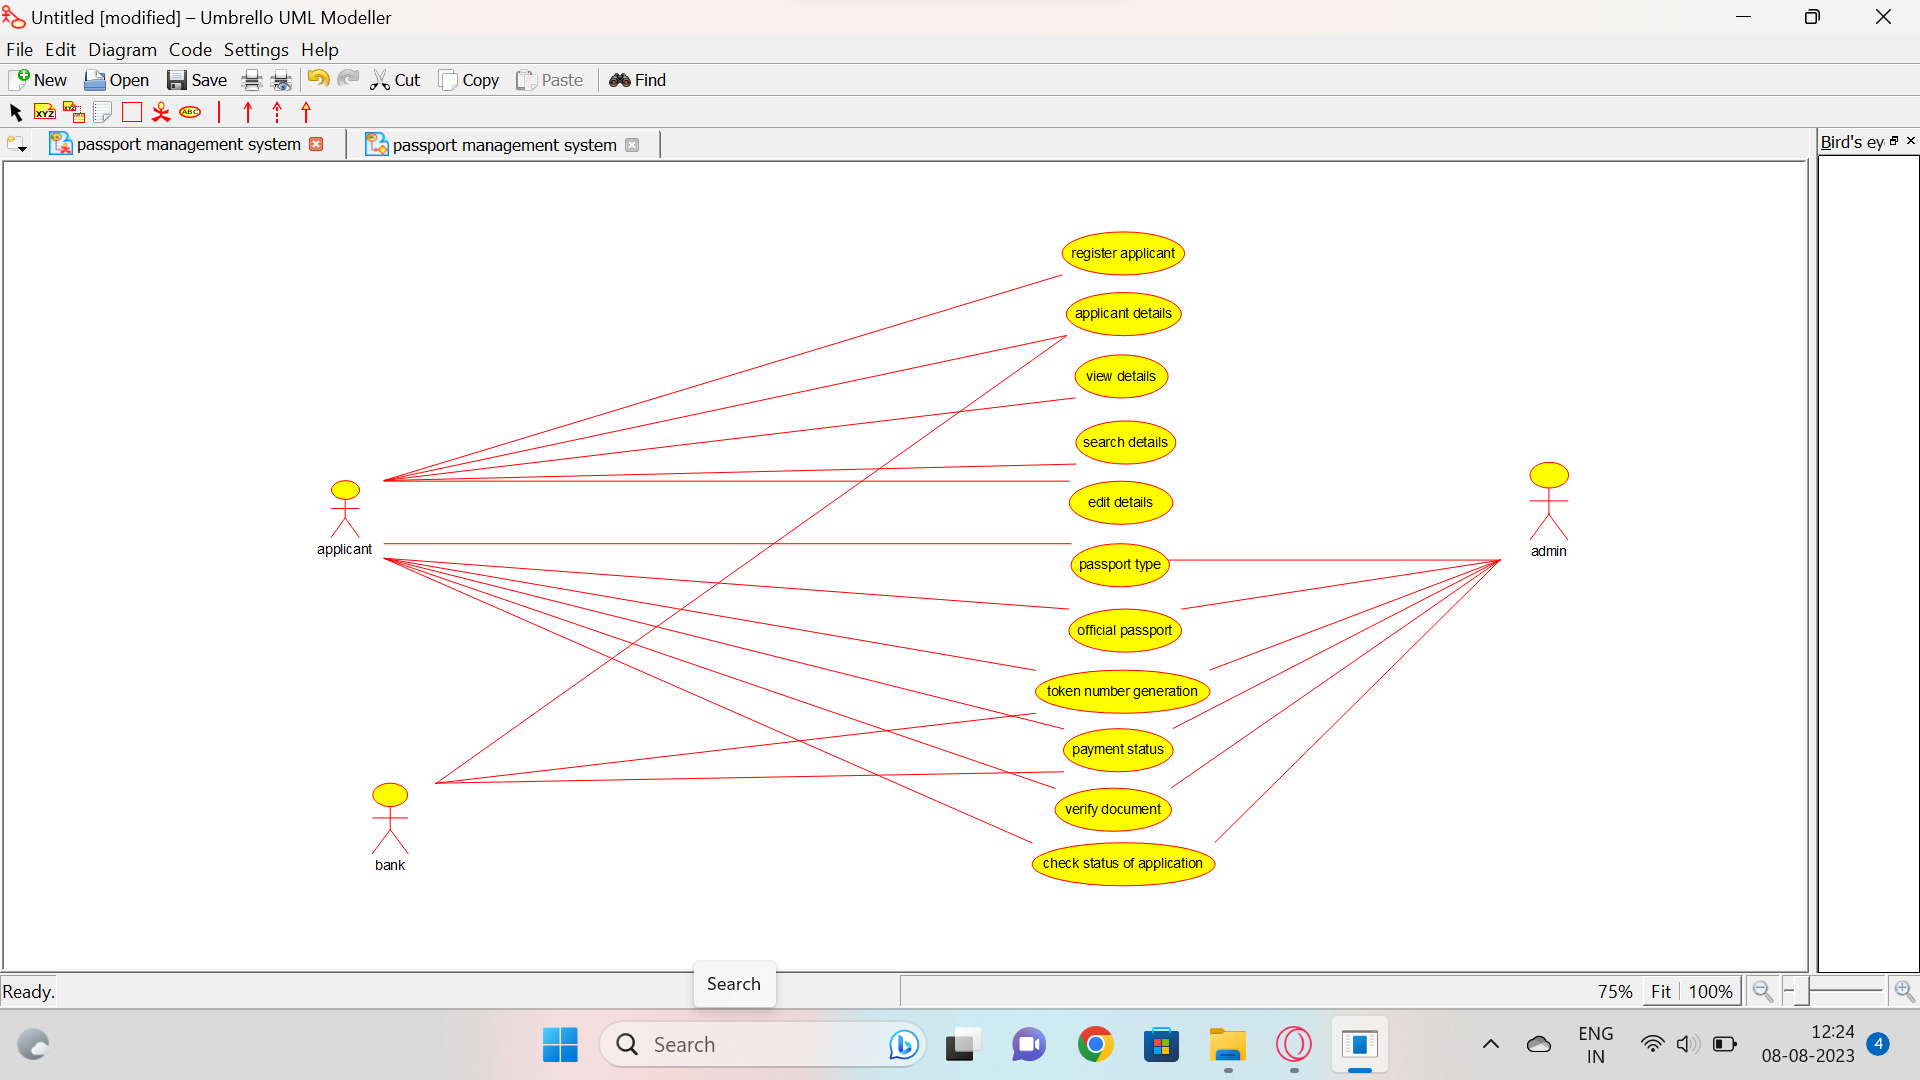 Untitled [modified] – Umbrello UML Modeller
File Edit Diagram Code Settings Help
New Open Save Cut Copy Paste Find
XYZ XYZ ABC
passport management system passport management system Bird's ey
register applicant
applicant details
view details
search details
edit details
applicant
admin
passport type
official passport
token number generation
payment status
verify document
bank
check status of application
Search
Ready. 75% Fit 100%
Search
ENG
IN
12:24
08-08-2023
4